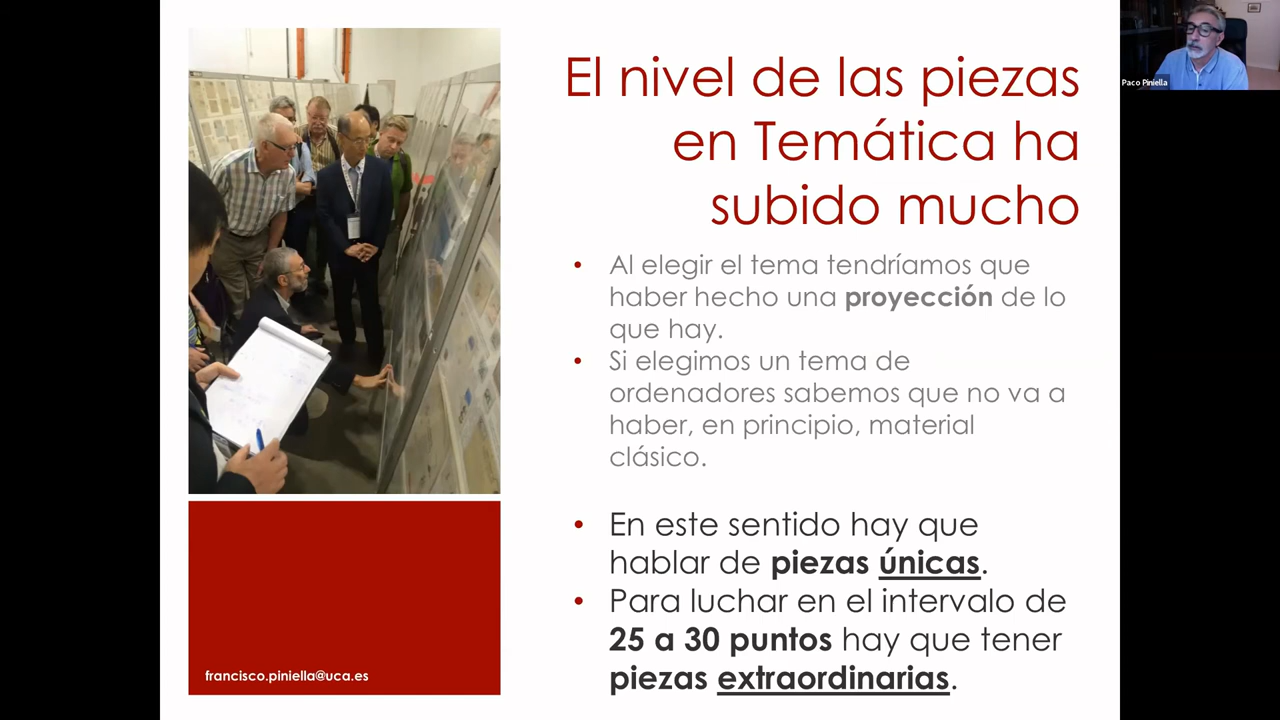 El nivel de las piezas
en Temática ha
subido mucho
Paco Piniella
• Al elegir el tema tendríamos que
haber hecho una proyección de lo
que hay.
• Si elegimos un tema de
ordenadores sabemos que no va a
haber, en principio, material
clásico.
• En este sentido hay que
hablar de piezas únicas.
• Para luchar en el intervalo de
25 a 30 puntos hay que tener
piezas extraordinarias.
francisco.piniella@uca.es